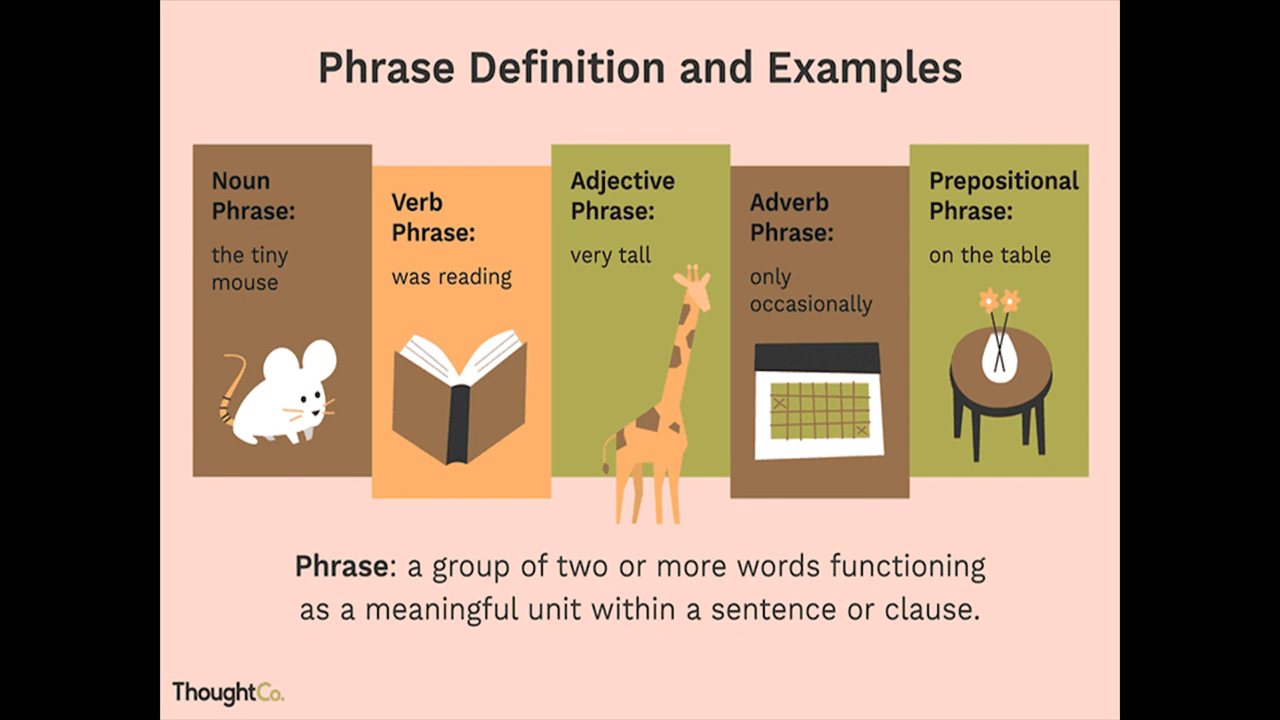 Phrase Definition and Examples
Noun
Phrase:
the tiny
mouse
Verb
Phrase:
was reading
Adjective
Phrase:
very tall
Adverb
Phrase:
only
occasionally
Prepositional
Phrase:
on the table
Phrase: a group of two or more words functioning
as a meaningful unit within a sentence or clause.
ThoughtCo.